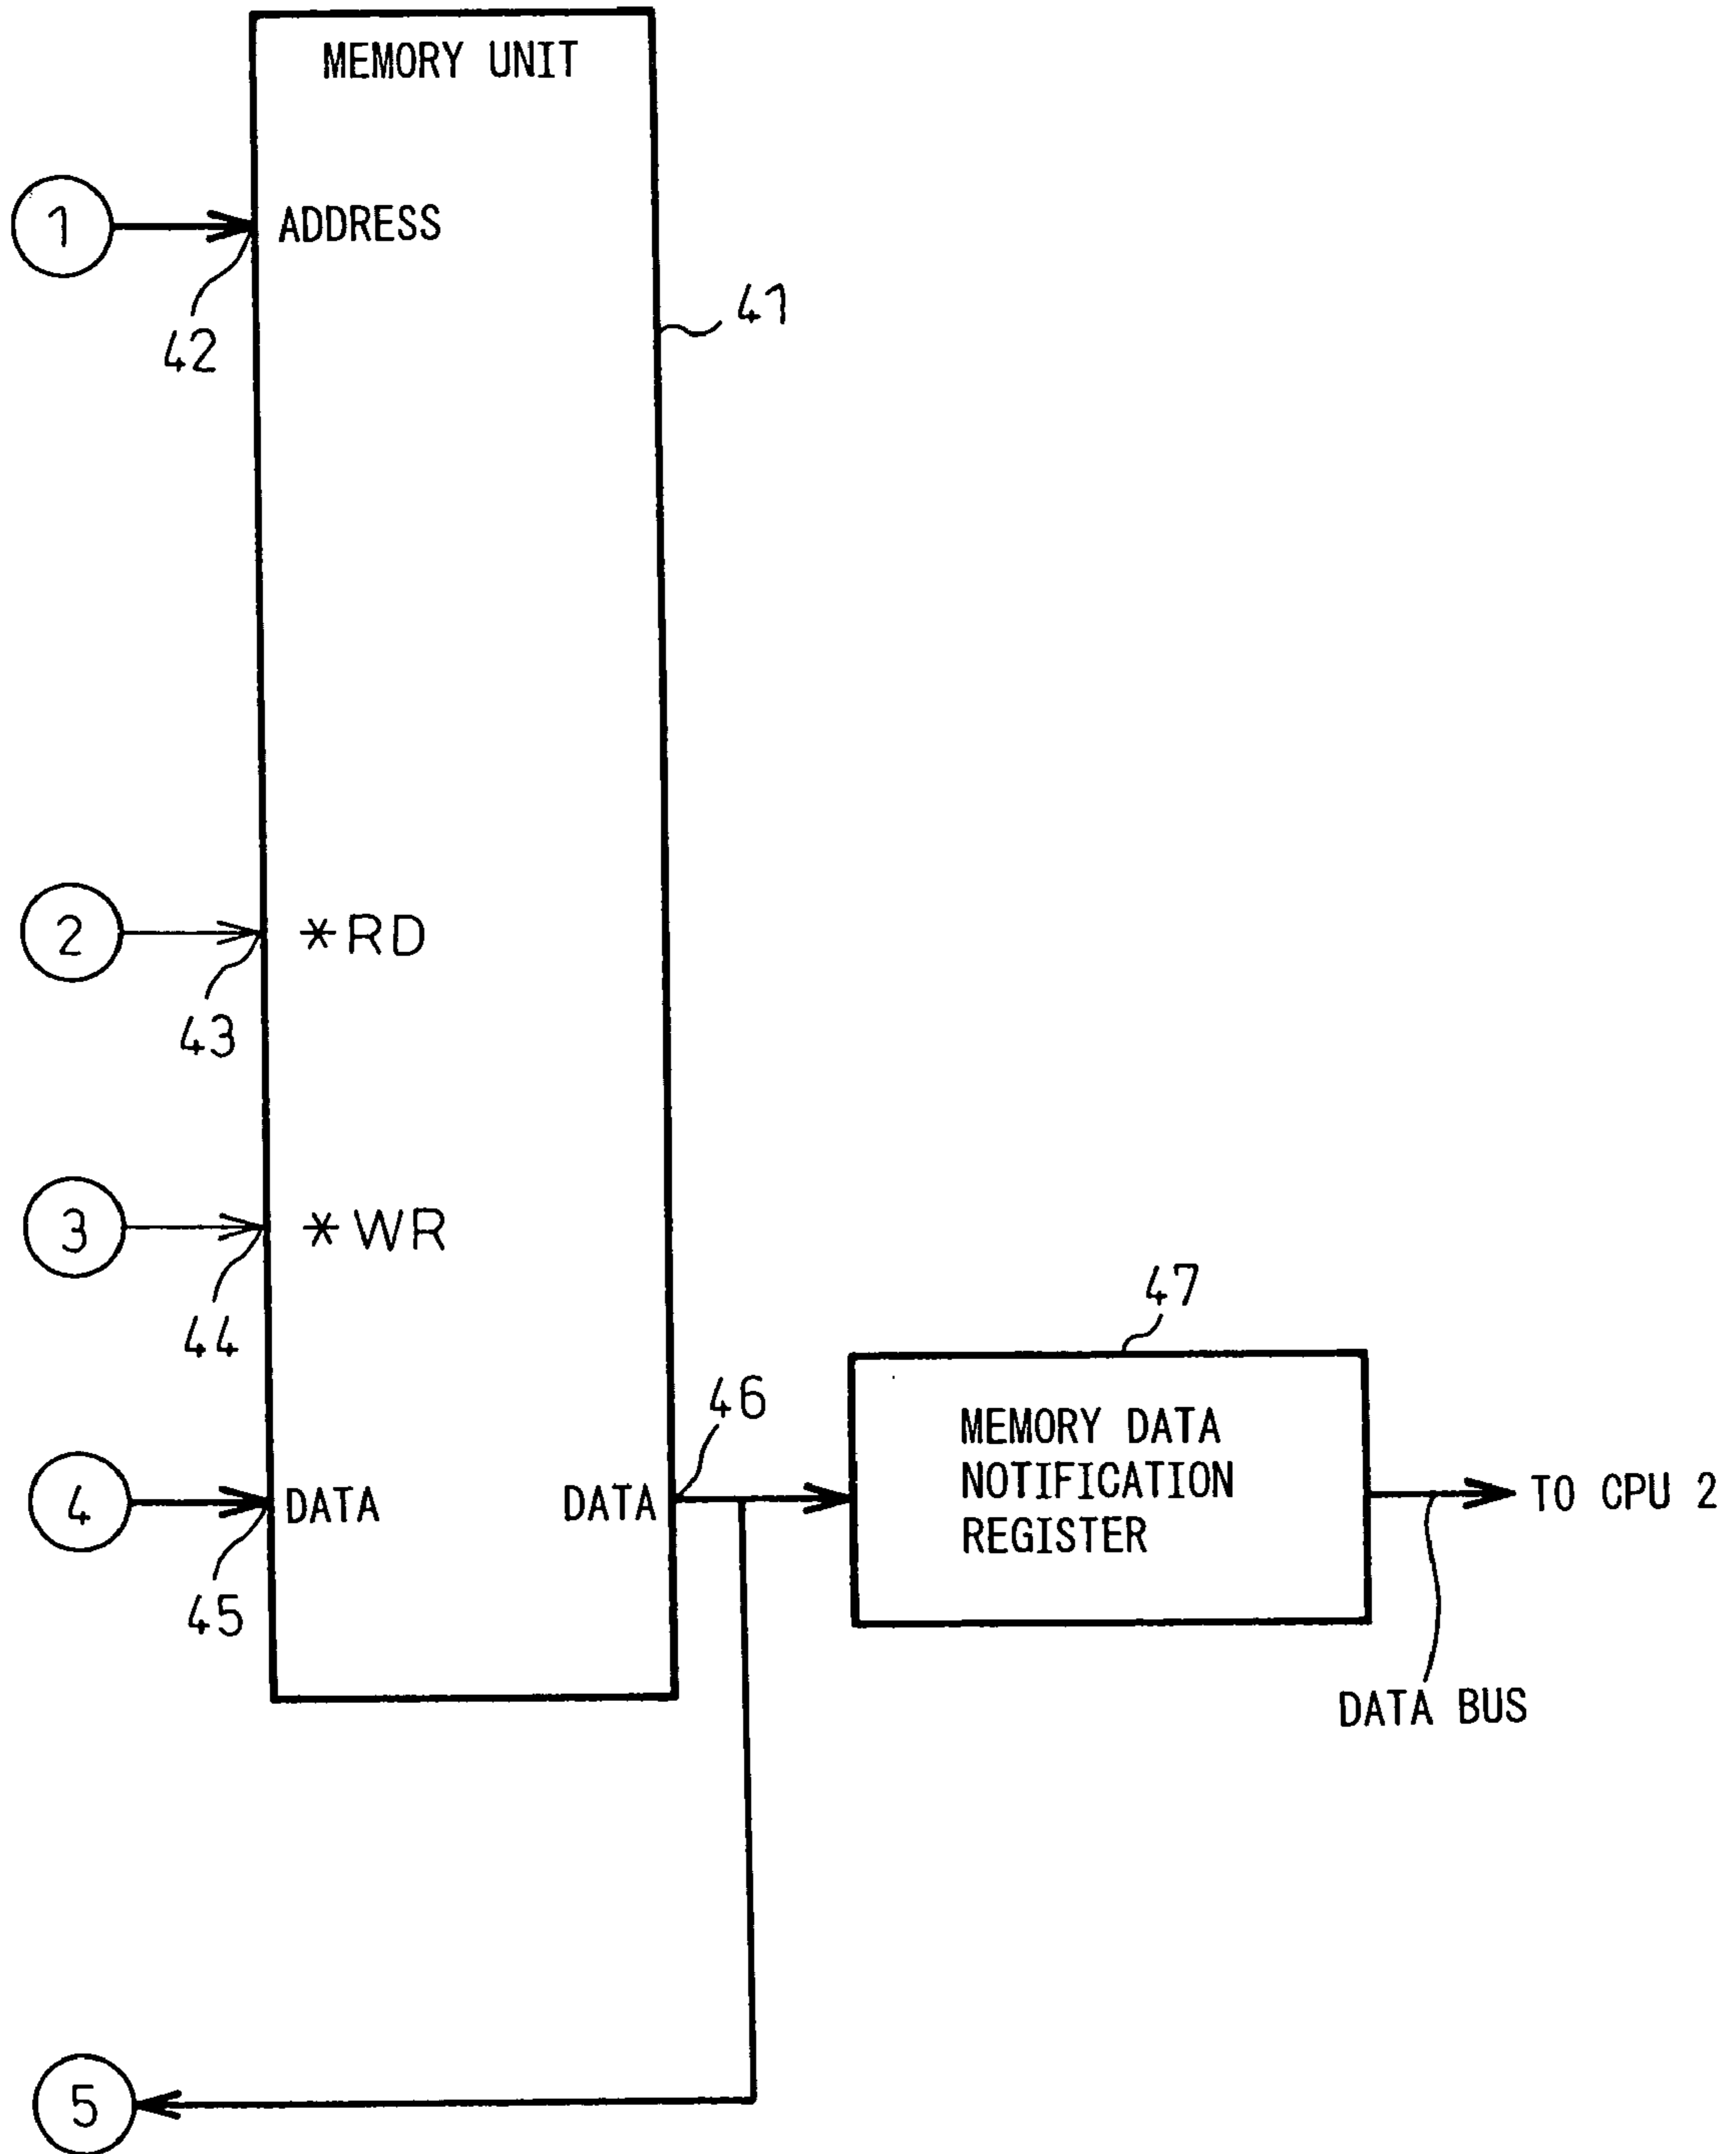 MEMORY UNIT
1
ADDRESS
42
41
2
*RD
43
3
*WR
44
47
46
4
DATA
DATA
MEMORY DATA
NOTIFICATION
REGISTER
TO CPU 2
45
DATA BUS
5